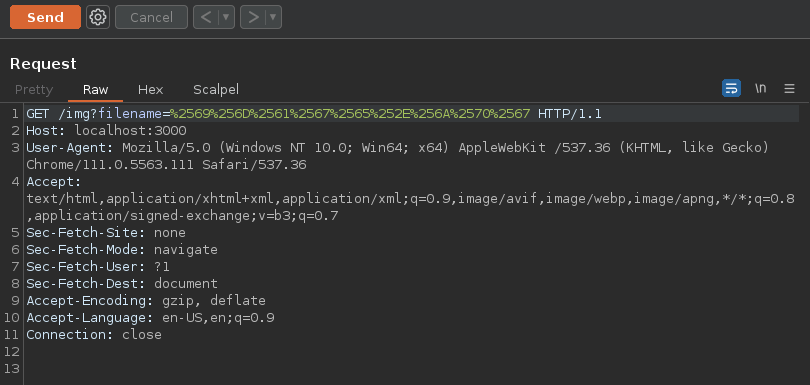 Send Cancel < >
Request
Pretty Raw Hex Scalpel \n
1 GET /img?filename=%2569%256D%2561%2567%2565%252E%256A%2570%2567 HTTP/1.1
2 Host: localhost:3000
3 User-Agent: Mozilla/5.0 (Windows NT 10.0; Win64; x64) AppleWebKit /537.36 (KHTML, like Gecko)
Chrome/111.0.5563.111 Safari/537.36
4 Accept:
text/html,application/xhtml+xml,application/xml;q=0.9,image/avif,image/webp,image/apng,*/*;q=0.8
,application/signed-exchange;v=b3;q=0.7
5 Sec-Fetch-Site: none
6 Sec-Fetch-Mode: navigate
7 Sec-Fetch-User: ?1
8 Sec-Fetch-Dest: document
9 Accept-Encoding: gzip, deflate
10 Accept-Language: en-US,en;q=0.9
11 Connection: close
12
13